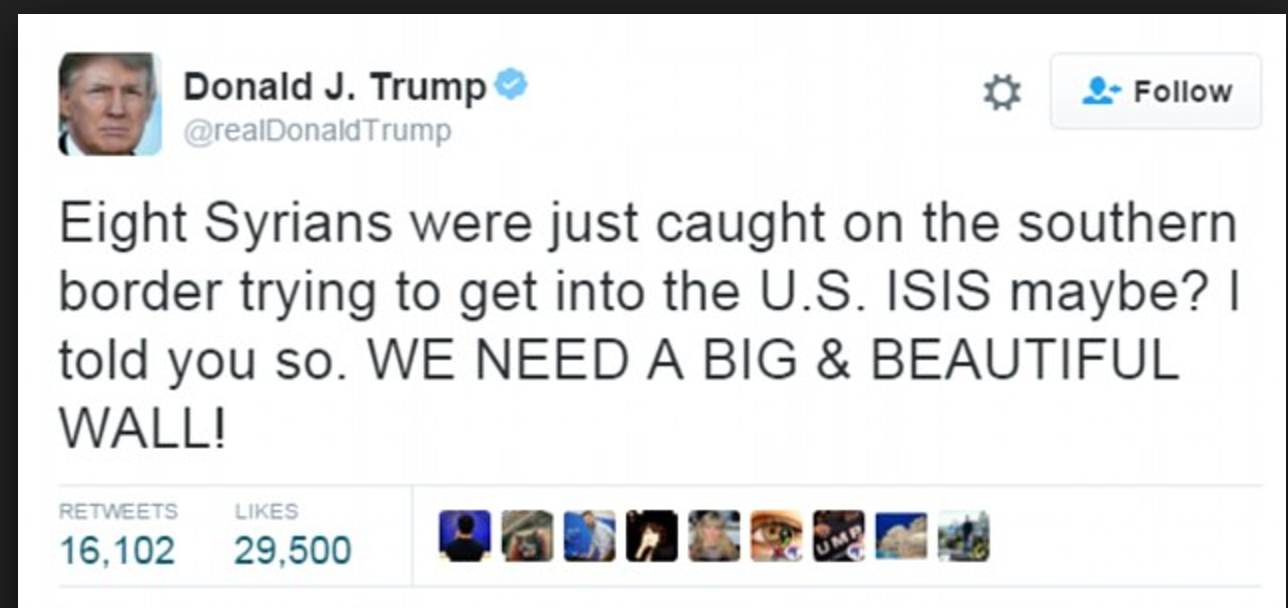 Donald J. Trump
@realDonaldTrump
Follow
Eight Syrians were just caught on the southern
border trying to get into the U.S. ISIS maybe? I
told you so. WE NEED A BIG & BEAUTIFUL
WALL!
RETWEETS LIKES
16,102 29,500
UMP